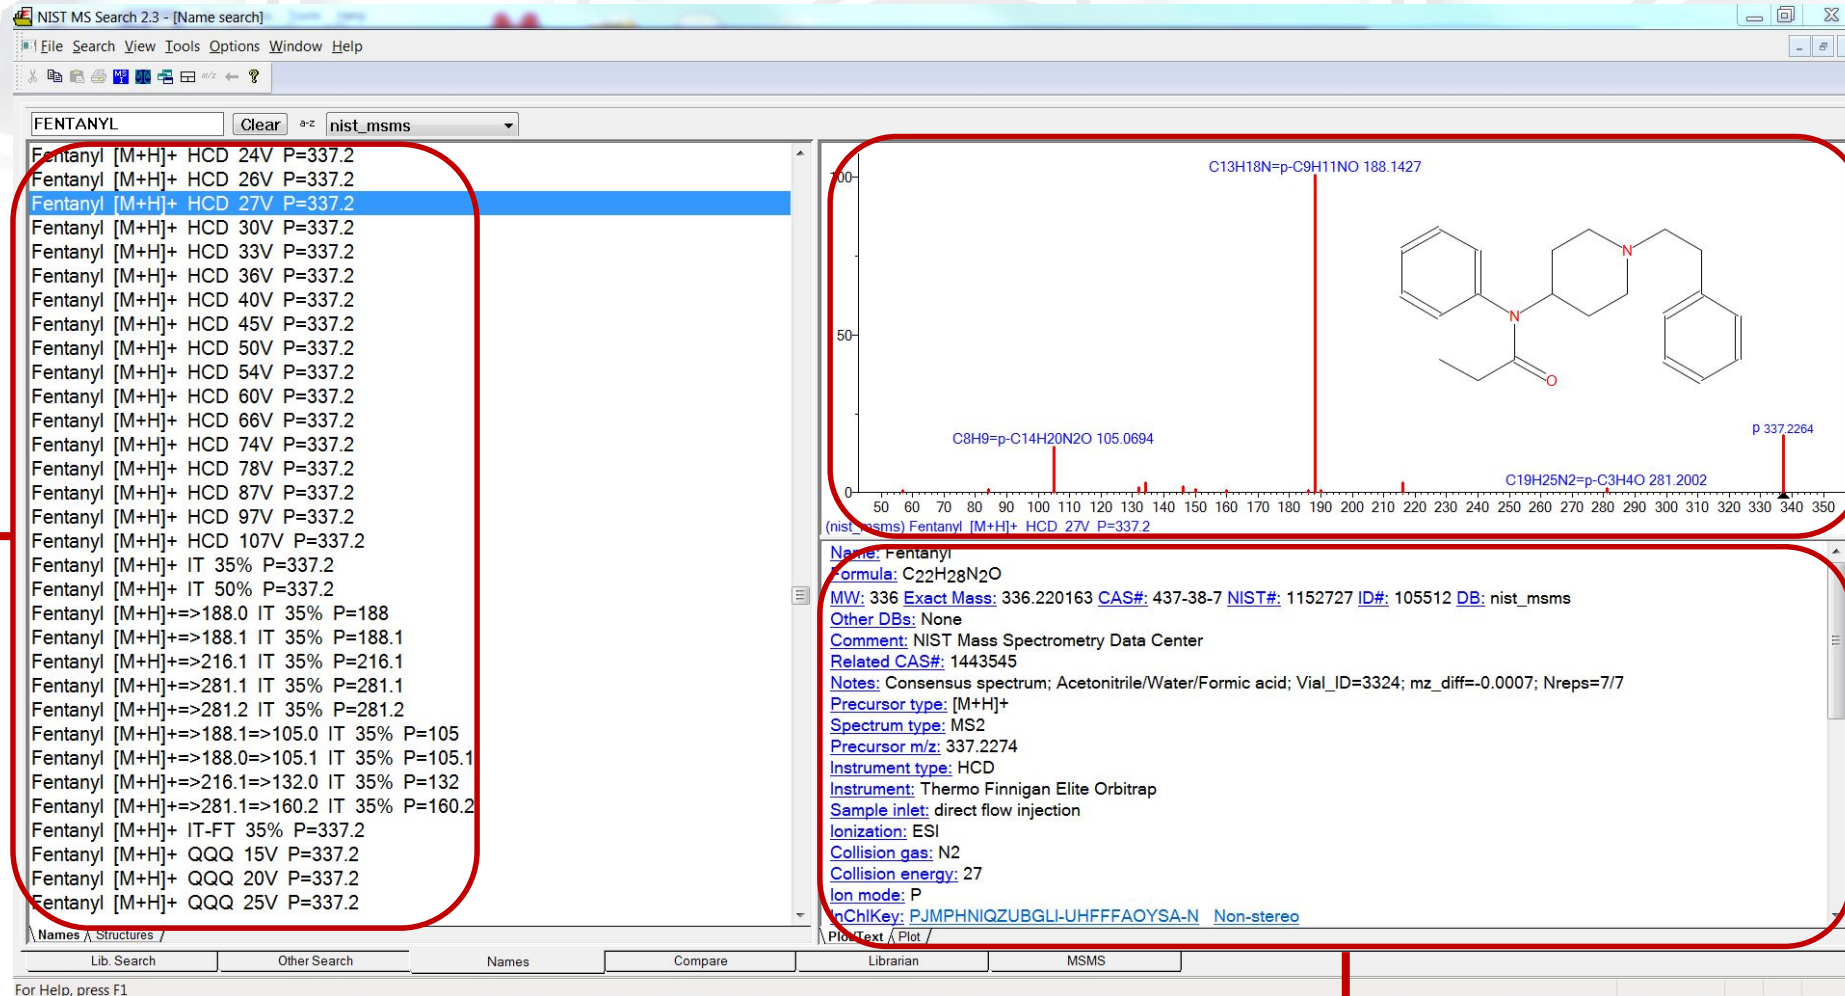 NIST MS Search 2.3 - [Name search]
File Search View Tools Options Window Help
FENTANYL Clear a-z nist_msms
Fentanyl [M+H]+ HCD 24V P=337.2
Fentanyl [M+H]+ HCD 26V P=337.2
Fentanyl [M+H]+ HCD 27V P=337.2
Fentanyl [M+H]+ HCD 30V P=337.2
Fentanyl [M+H]+ HCD 33V P=337.2
Fentanyl [M+H]+ HCD 36V P=337.2
Fentanyl [M+H]+ HCD 40V P=337.2
Fentanyl [M+H]+ HCD 45V P=337.2
Fentanyl [M+H]+ HCD 50V P=337.2
Fentanyl [M+H]+ HCD 54V P=337.2
Fentanyl [M+H]+ HCD 60V P=337.2
Fentanyl [M+H]+ HCD 66V P=337.2
Fentanyl [M+H]+ HCD 74V P=337.2
Fentanyl [M+H]+ HCD 78V P=337.2
Fentanyl [M+H]+ HCD 87V P=337.2
Fentanyl [M+H]+ HCD 97V P=337.2
Fentanyl [M+H]+ HCD 107V P=337.2
Fentanyl [M+H]+ IT 35% P=337.2
Fentanyl [M+H]+ IT 50% P=337.2
Fentanyl [M+H]+=>188.0 IT 35% P=188
Fentanyl [M+H]+=>188.1 IT 35% P=188.1
Fentanyl [M+H]+=>216.1 IT 35% P=216.1
Fentanyl [M+H]+=>281.1 IT 35% P=281.1
Fentanyl [M+H]+=>281.2 IT 35% P=281.2
Fentanyl [M+H]+=>188.1=>105.0 IT 35% P=105
Fentanyl [M+H]+=>188.0=>105.1 IT 35% P=105.1
Fentanyl [M+H]+=>216.1=>132.0 IT 35% P=132
Fentanyl [M+H]+=>281.1=>160.2 IT 35% P=160.2
Fentanyl [M+H]+ IT-FT 35% P=337.2
Fentanyl [M+H]+ QQQ 15V P=337.2
Fentanyl [M+H]+ QQQ 20V P=337.2
Fentanyl [M+H]+ QQQ 25V P=337.2
Names Structures
C13H18N=p-C9H11NO 188.1427
100
N
N
50
O
p 337.2264
C8H9=p-C14H20N2O 105.0694
C19H25N2=p-C3H4O 281.2002
0
50 60 70 80 90 100 110 120 130 140 150 160 170 180 190 200 210 220 230 240 250 260 270 280 290 300 310 320 330 340 350
(nist_msms) Fentanyl [M+H]+ HCD 27V P=337.2
Name: Fentanyl
Formula: C22H28N2O
MW: 336 Exact Mass: 336.220163 CAS#: 437-38-7 NIST#: 1152727 ID#: 105512 DB: nist_msms
Other DBs: None
Comment: NIST Mass Spectrometry Data Center
Related CAS#: 1443545
Notes: Consensus spectrum; Acetonitrile/Water/Formic acid; Vial_ID=3324; mz_diff=-0.0007; Nreps=7/7
Precursor type: [M+H]+
Spectrum type: MS2
Precursor m/z: 337.2274
Instrument type: HCD
Instrument: Thermo Finnigan Elite Orbitrap
Sample inlet: direct flow injection
Ionization: ESI
Collision gas: N2
Collision energy: 27
Ion mode: P
InChIKey: PJMPHNIQZUBGLI-UHFFFAOYSA-N Non-stereo
Plot/Text Plot
Lib. Search Other Search Names Compare Librarian MSMS
For Help, press F1